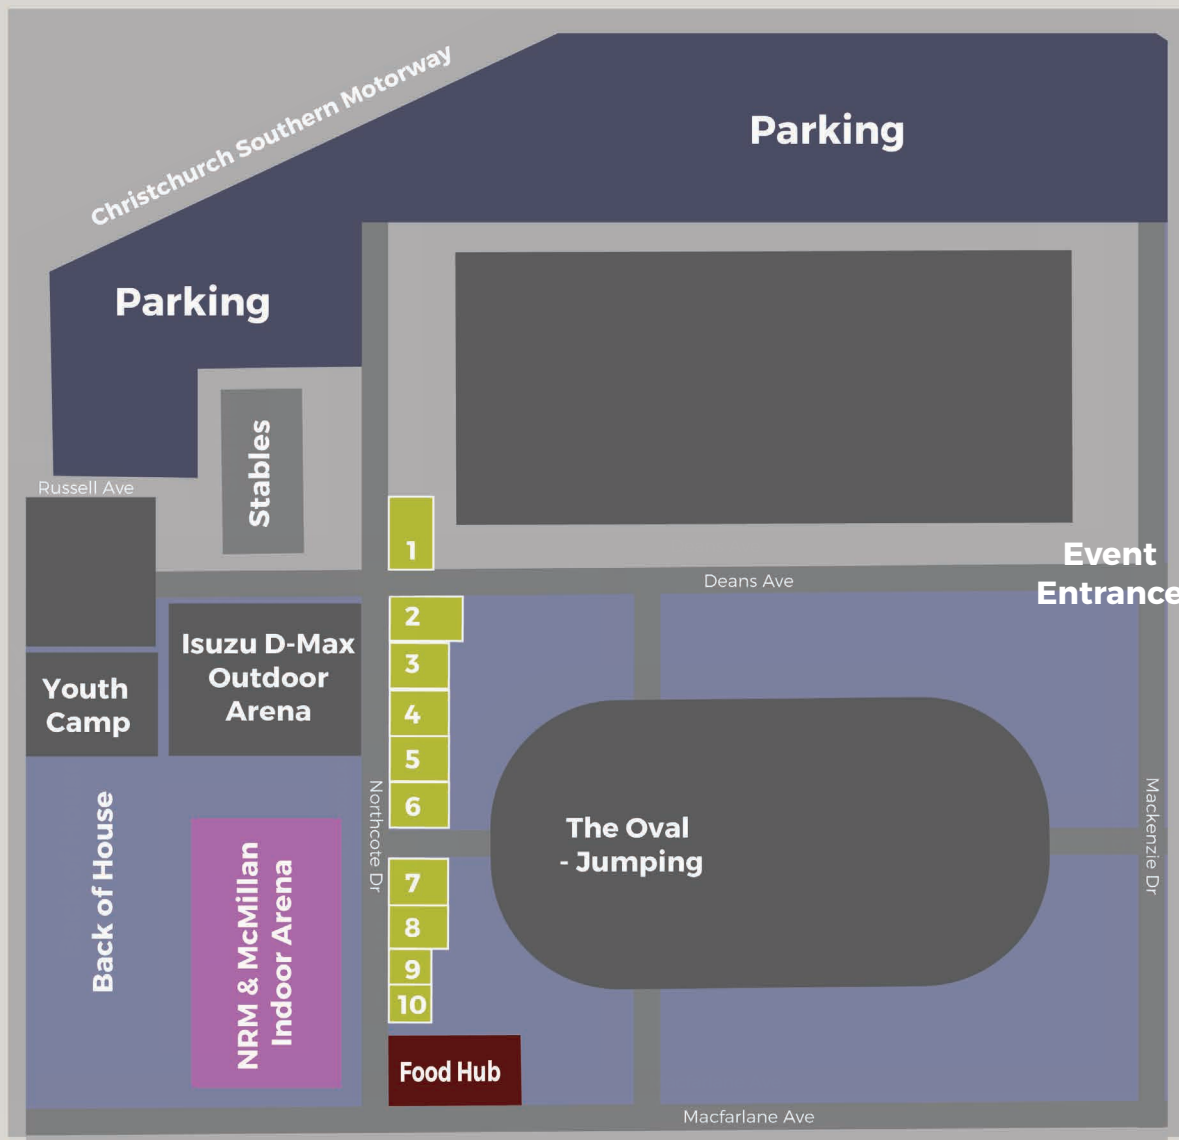 Christchurch Southern Motorway
Parking
Parking
Stables
Russell Ave
1
Event
Entrance
Deans Ave
2
Isuzu D-Max
Outdoor
Arena
3
Youth
Camp
4
5
6
Northcote Dr
Mackenzie Dr
The Oval
- Jumping
Back of House
NRM & McMillan
Indoor Arena
7
8
9
10
Food Hub
Macfarlane Ave